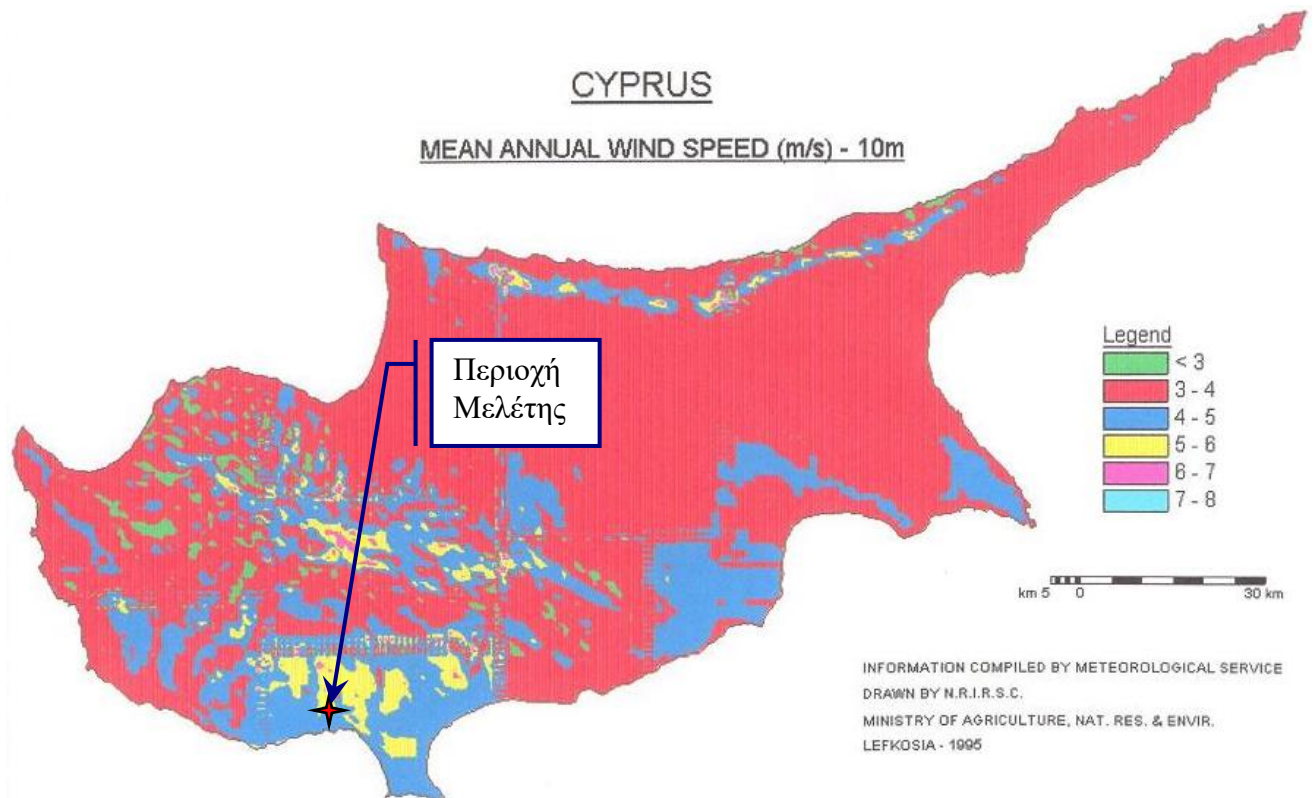 CYPRUS
MEAN ANNUAL WIND SPEED (m/s) - 10m
Περιοχή
Μελέτης
Legend
< 3
3 - 4
4 - 5
5 - 6
6 - 7
7 - 8
km 5 0 30 km
INFORMATION COMPILED BY METEOROLOGICAL SERVICE
DRAWN BY N.R.I.R.S.C.
MINISTRY OF AGRICULTURE, NAT. RES. & ENVIR.
LEFKOSIA - 1995